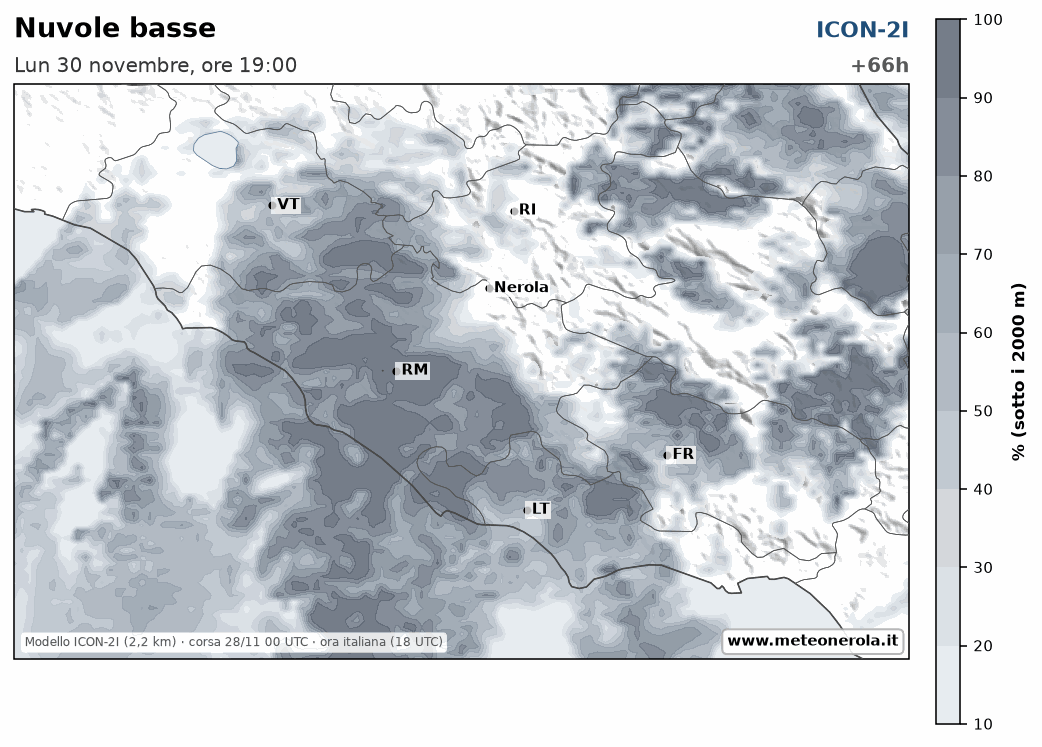 Nuvole basse
ICON-2I
Lun 30 novembre, ore 19:00
+66h
VT
RI
Nerola
RM
FR
LT
Modello ICON-2I (2,2 km) · corsa 28/11 00 UTC · ora italiana (18 UTC)
www.meteonerola.it
100
90
80
70
60
50
40
30
20
10
% (sotto i 2000 m)